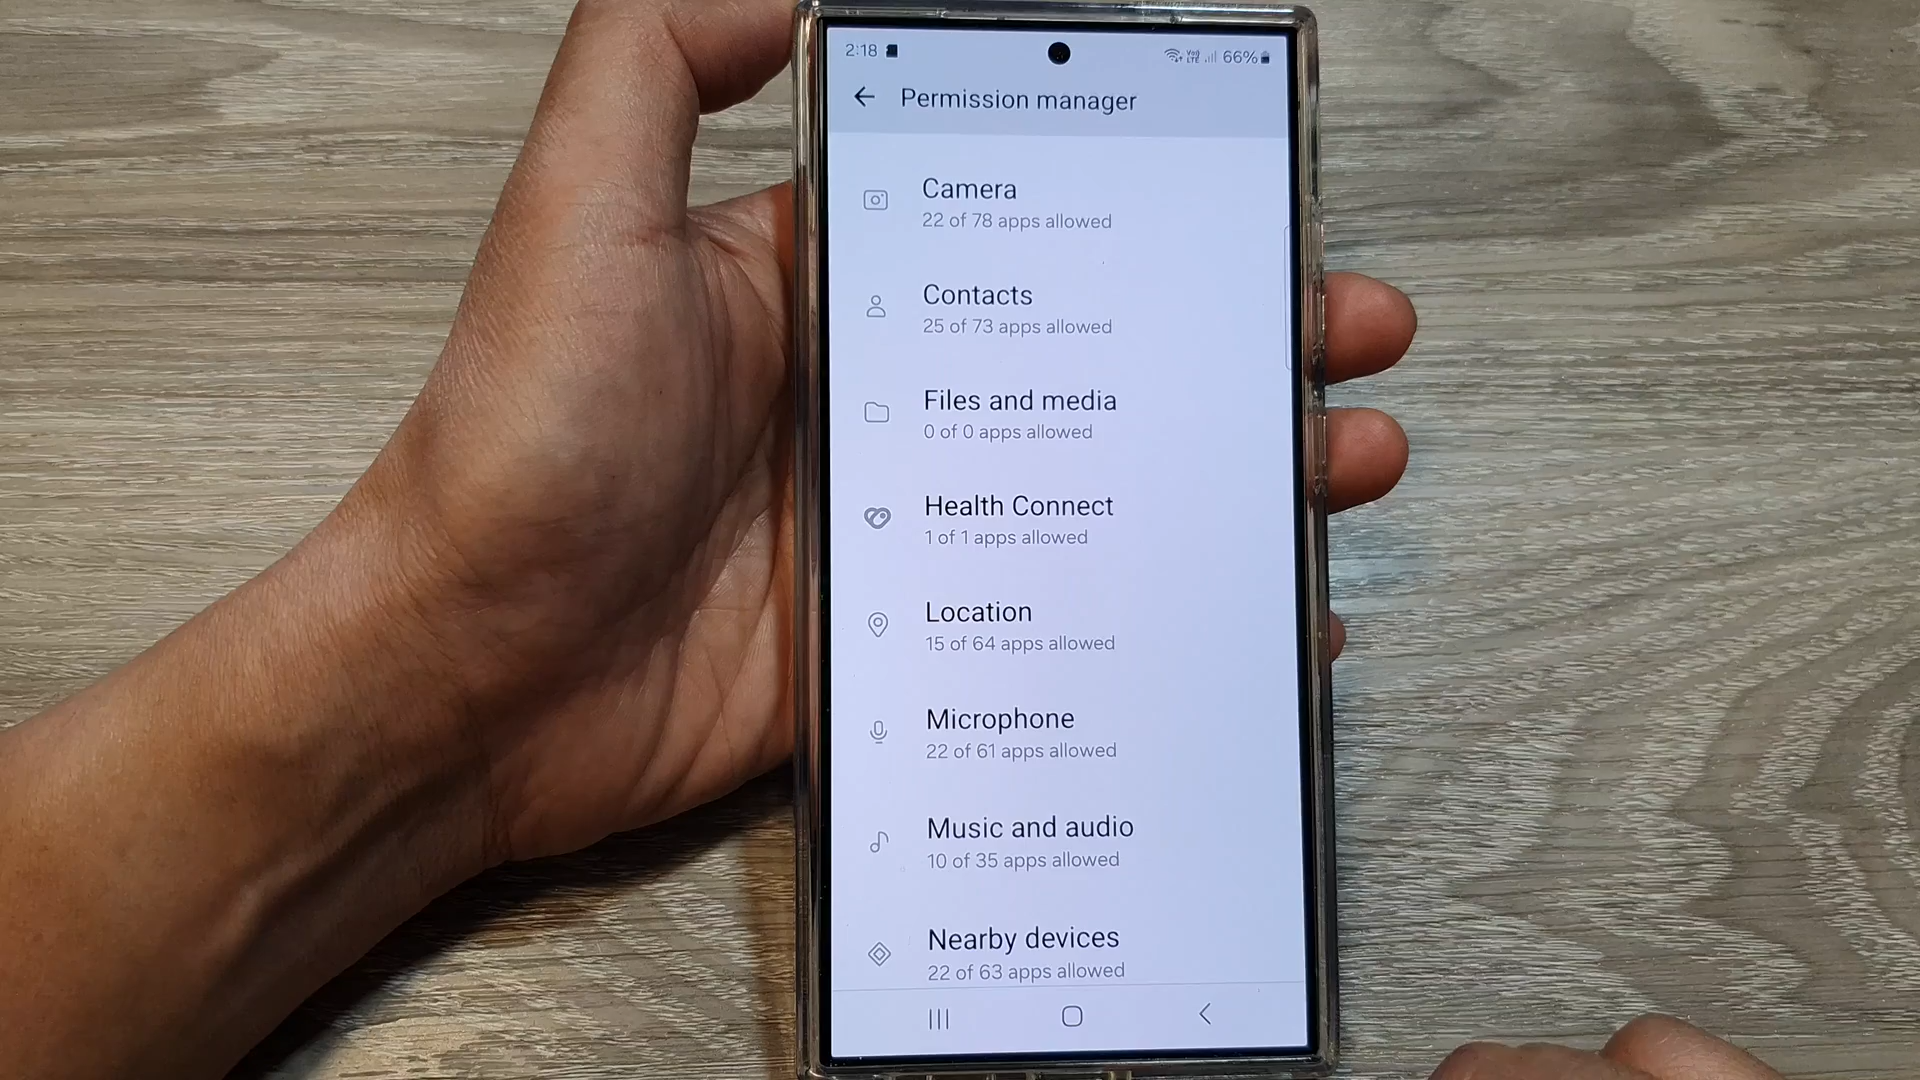 2:18 66%
Permission manager
Camera
22 of 78 apps allowed
Contacts
25 of 73 apps allowed
Files and media
0 of 0 apps allowed
Health Connect
1 of 1 apps allowed
Location
15 of 64 apps allowed
Microphone
22 of 61 apps allowed
Music and audio
10 of 35 apps allowed
Nearby devices
22 of 63 apps allowed